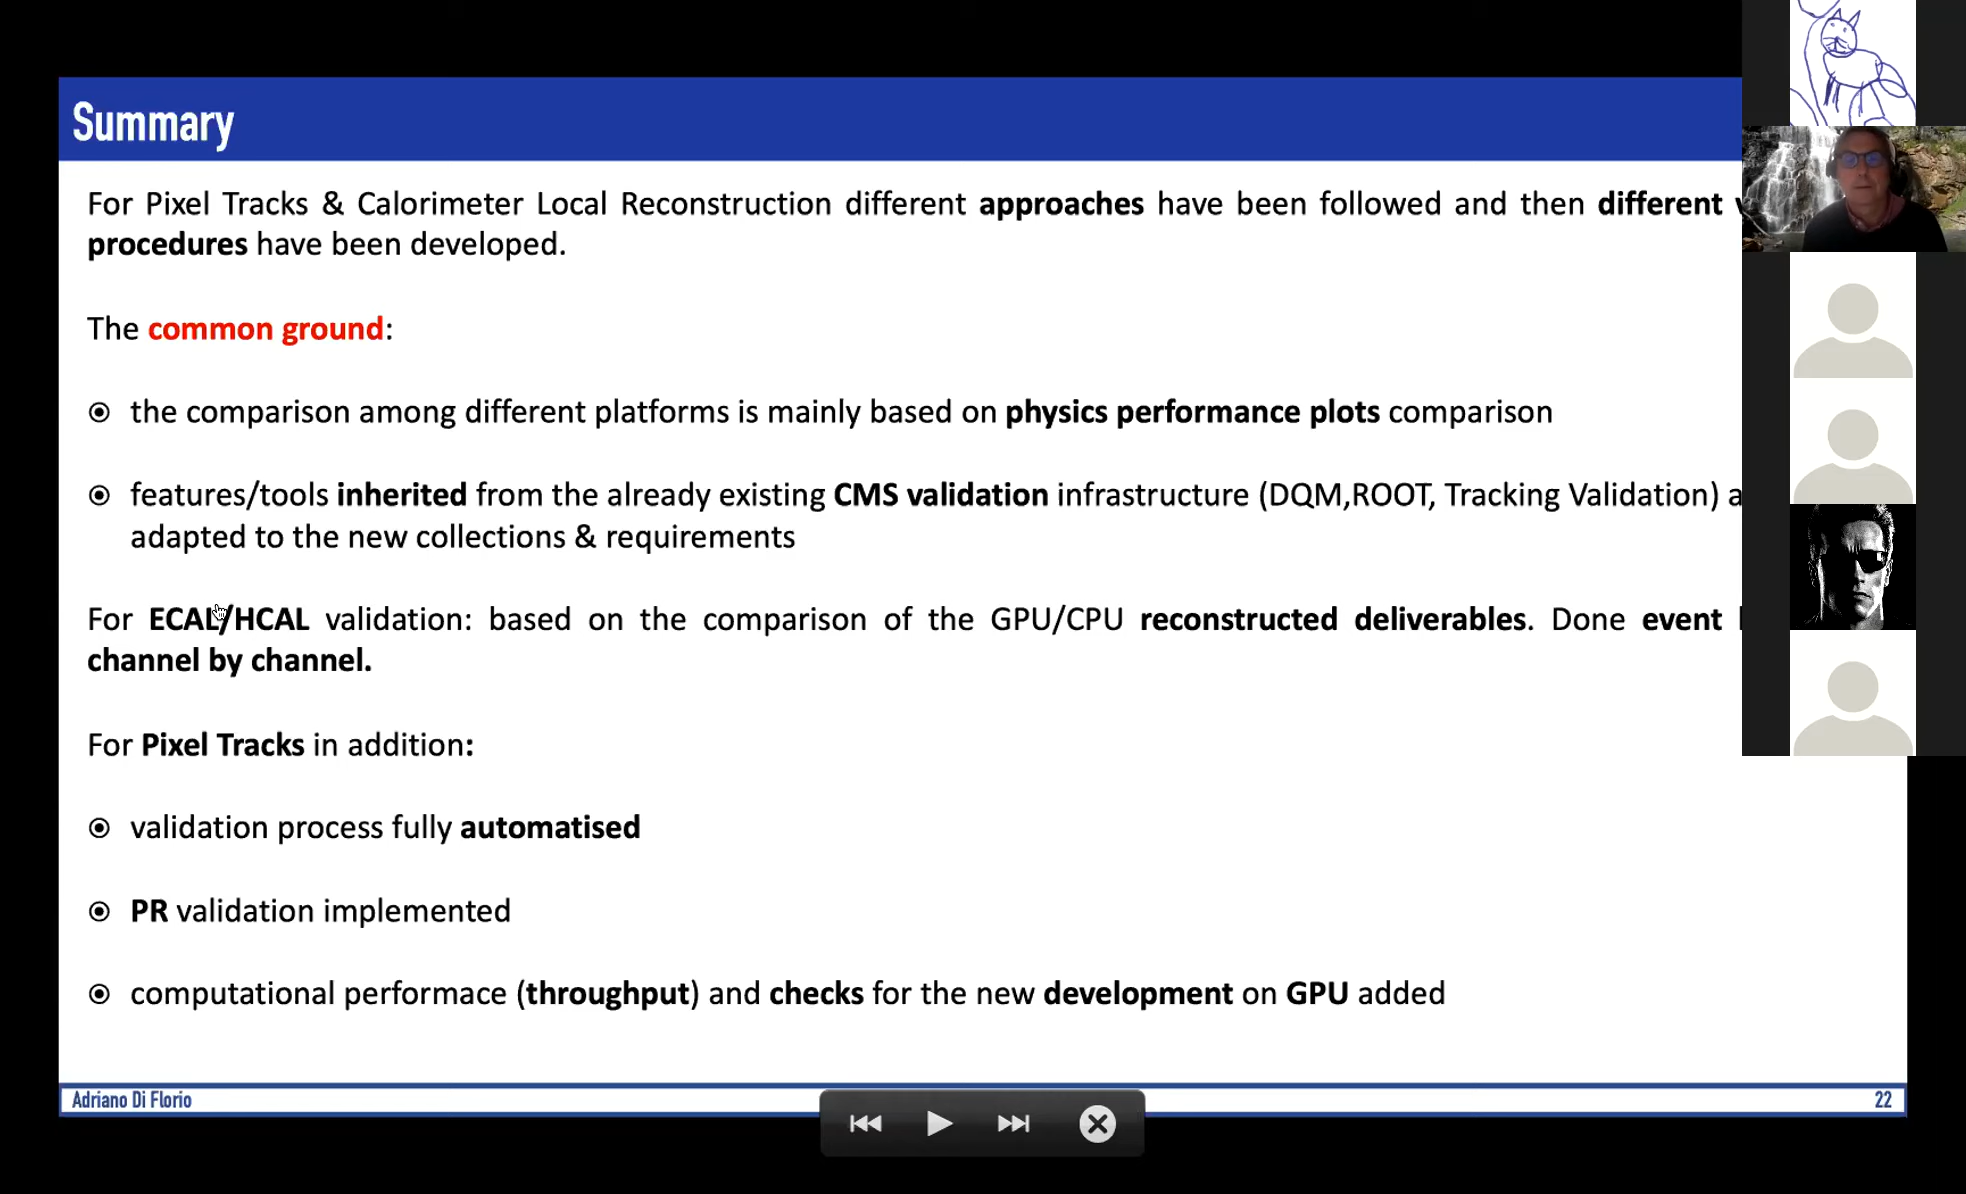 Summary
For Pixel Tracks & Calorimeter Local Reconstruction different approaches have been followed and then different
procedures have been developed.
The common ground:
the comparison among different platforms is mainly based on physics performance plots comparison
features/tools inherited from the already existing CMS validation infrastructure (DQM,ROOT, Tracking Validation)
adapted to the new collections & requirements
For ECAL/HCAL validation: based on the comparison of the GPU/CPU reconstructed deliverables. Done event
channel by channel.
For Pixel Tracks in addition:
validation process fully automatised
PR validation implemented
computational performace (throughput) and checks for the new development on GPU added
Adriano Di Florio
22